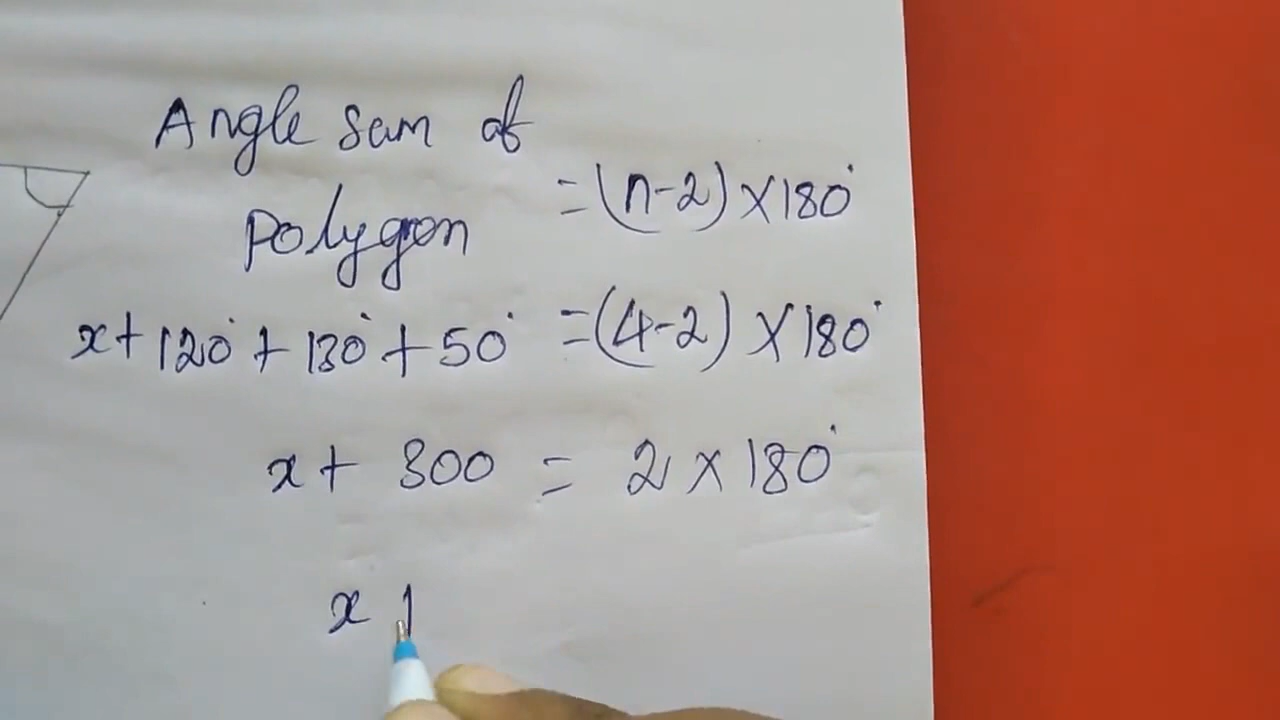 Angle sum of
Polygon = (n-2) × 180°
x + 120° + 130° + 50° = (4-2) × 180°
x + 300 = 2 × 180°
x